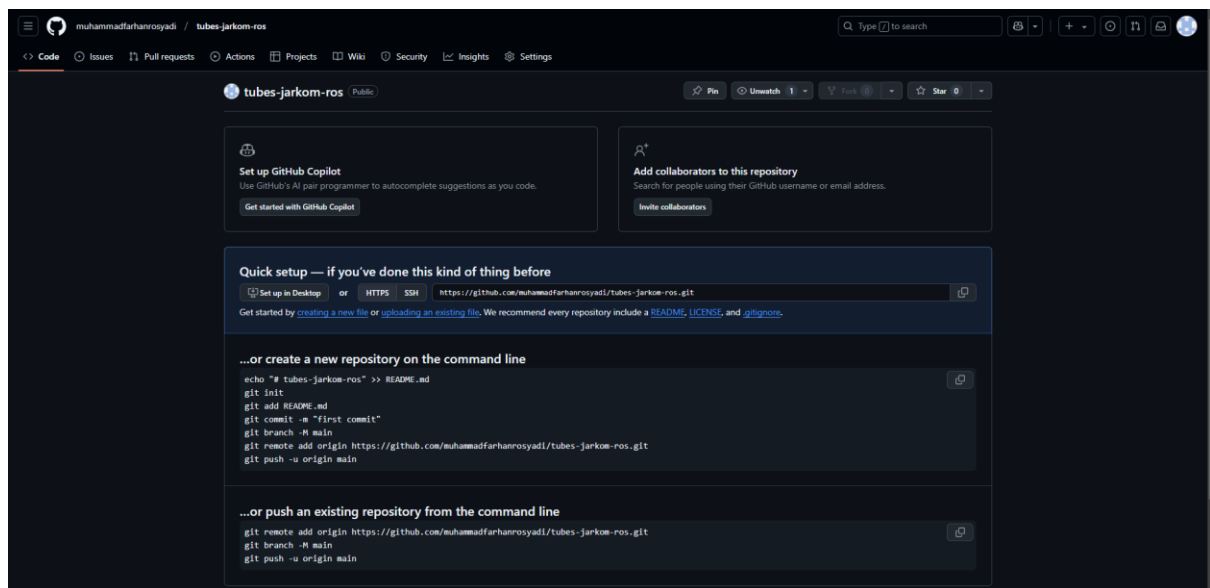 muhammadfarhanrosyadi / tubes-jarkom-ros
Type / to search
Code Issues Pull requests Actions Projects Wiki Security Insights Settings
tubes-jarkom-ros Public
Pin Unwatch 1 Fork 0 Star 0
Set up GitHub Copilot
Use GitHub's AI pair programmer to autocomplete suggestions as you code.
Get started with GitHub Copilot
Add collaborators to this repository
Search for people using their GitHub username or email address.
Invite collaborators
Quick setup — if you've done this kind of thing before
Set up in Desktop or HTTPS SSH https://github.com/muhammadfarhanrosyadi/tubes-jarkom-ros.git
Get started by creating a new file or uploading an existing file. We recommend every repository include a README, LICENSE, and .gitignore.
...or create a new repository on the command line
echo "# tubes-jarkom-ros" >> README.md
git init
git add README.md
git commit -m "first commit"
git branch -M main
git remote add origin https://github.com/muhammadfarhanrosyadi/tubes-jarkom-ros.git
git push -u origin main
...or push an existing repository from the command line
git remote add origin https://github.com/muhammadfarhanrosyadi/tubes-jarkom-ros.git
git branch -M main
git push -u origin main